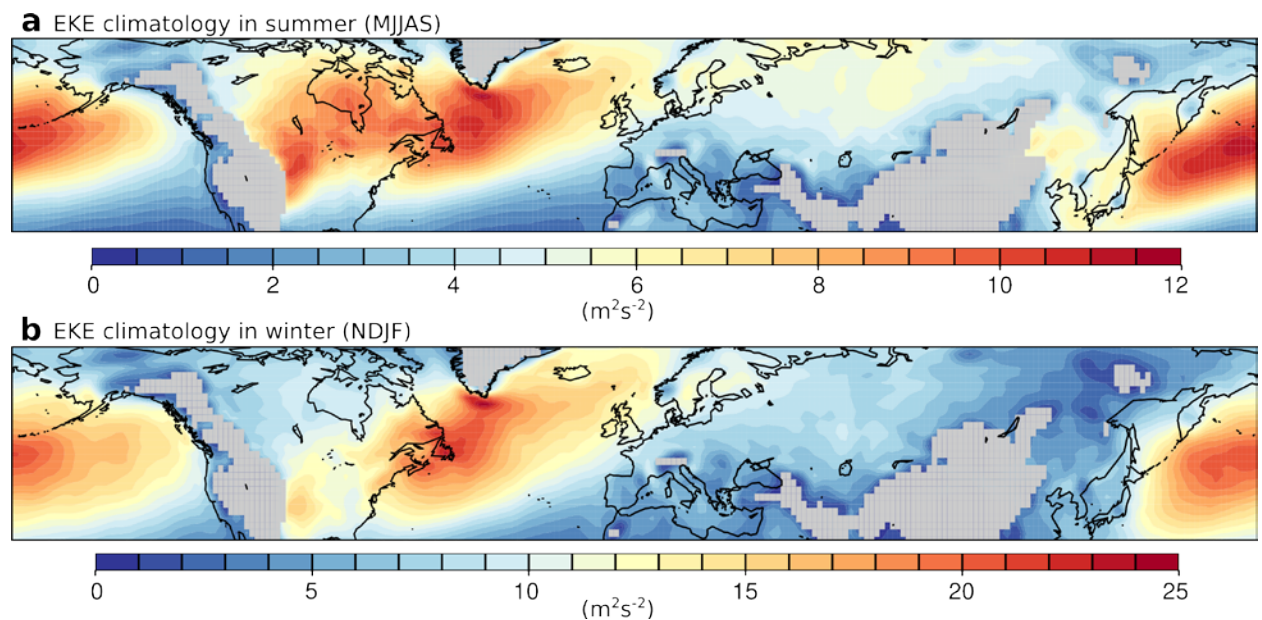 a EKE climatology in summer (MJJAS)
0 2 4 6 8 10 12
(m²s⁻²)
b EKE climatology in winter (NDJF)
0 5 10 15 20 25
(m²s⁻²)